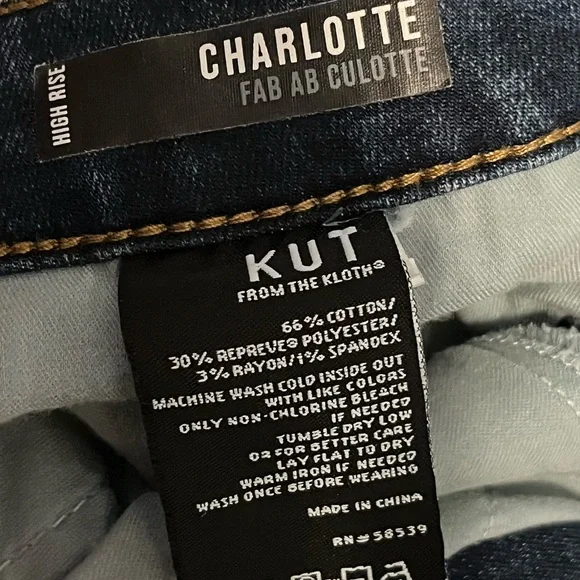 HIGH RISE
CHARLOTTE
FAB AB CULOTTE
KUT
FROM THE KLOTH®
66% COTTON/
30% REPREVE® POLYESTER/
3% RAYON/1% SPANDEX
MACHINE WASH COLD INSIDE OUT
WITH LIKE COLORS
ONLY NON-CHLORINE BLEACH
IF NEEDED
TUMBLE DRY LOW
OR FOR BETTER CARE
LAY FLAT TO DRY
WARM IRON IF NEEDED
WASH ONCE BEFORE WEARING
MADE IN CHINA
RN#58539